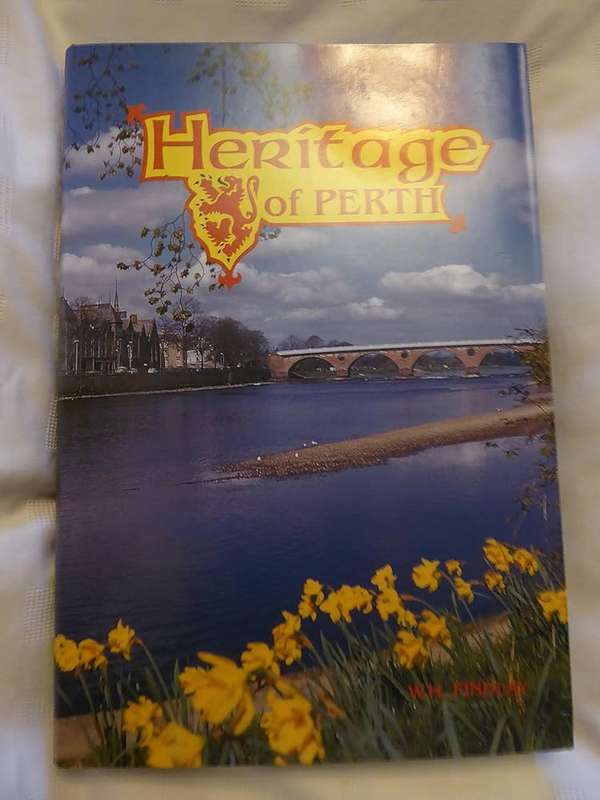 Heritage
of PERTH
W.H. FINDLAY